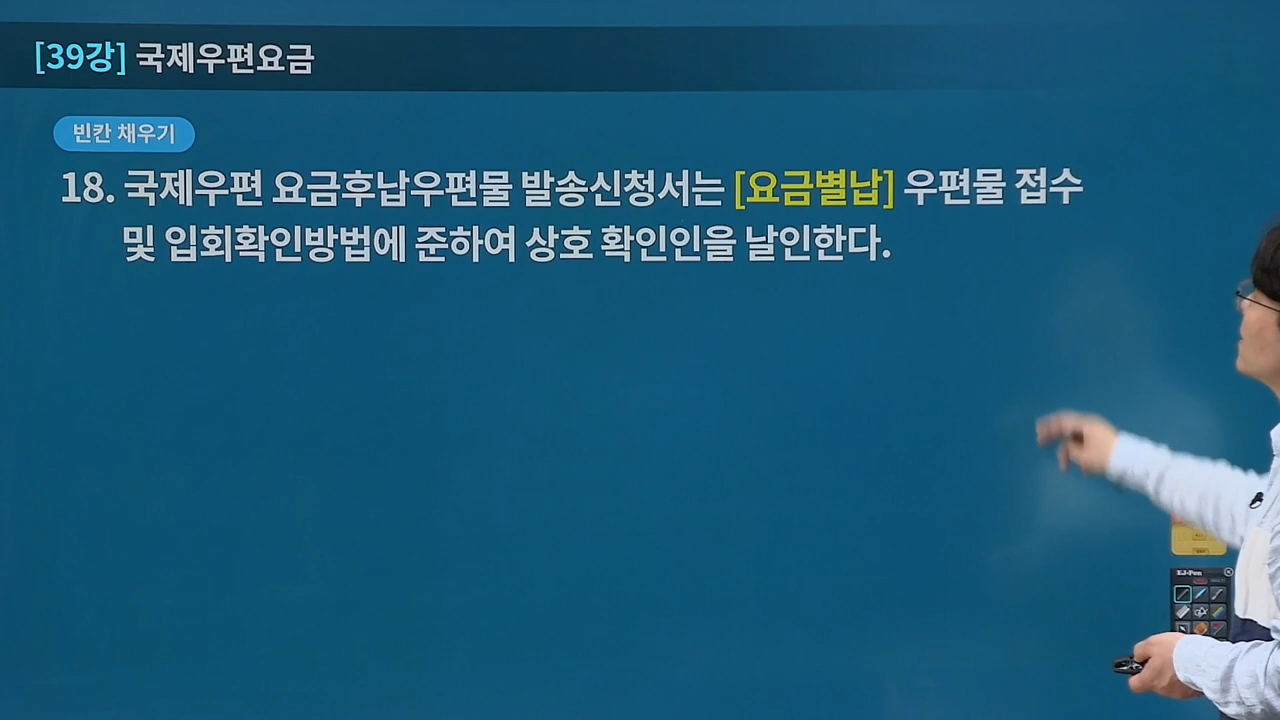 [39강] 국제우편요금
빈칸 채우기
18. 국제우편 요금후납우편물 발송신청서는 [요금별납] 우편물 접수
및 입회확인방법에 준하여 상호 확인인을 날인한다.
EJ-Pen